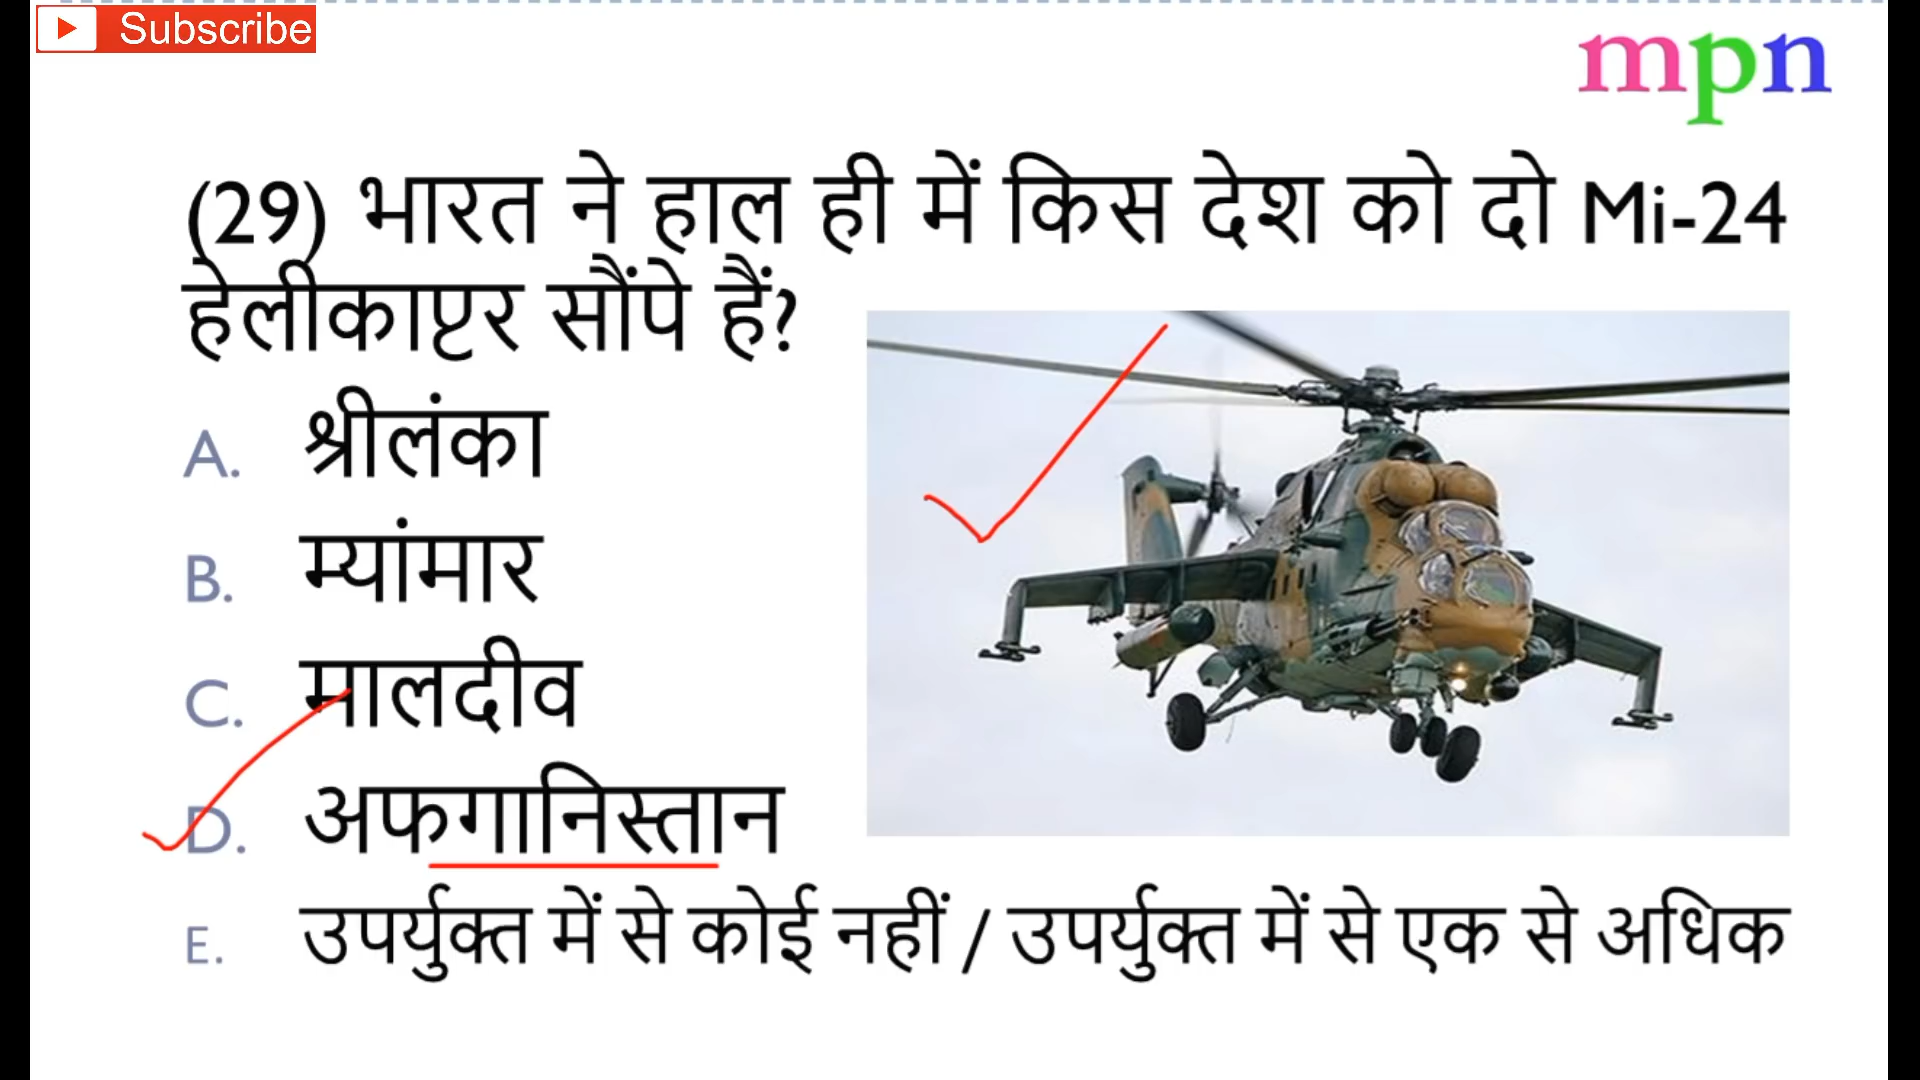 Subscribe
mpn
(29) भारत ने हाल ही में किस देश को दो Mi-24
हेलीकाप्टर सौंपे हैं?
A. श्रीलंका
B. म्यांमार
C. मालदीव
D. अफगानिस्तान
E. उपर्युक्त में से कोई नहीं / उपर्युक्त में से एक से अधिक